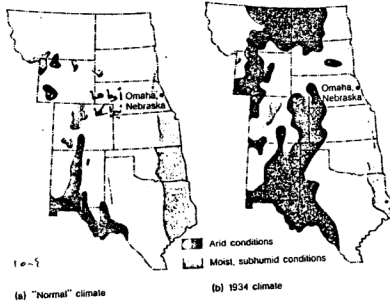 Omaha,
Nebraska
Omaha,
Nebraska
Arid conditions
Moist, subhumid conditions
(a) "Normal" climate
(b) 1934 climate